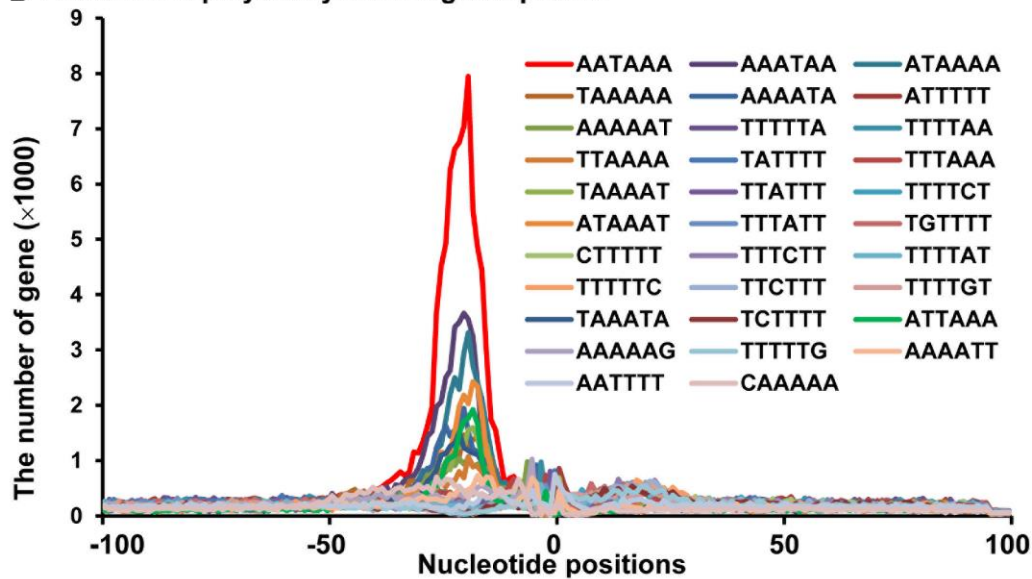 9
8
7
6
5
4
3
2
1
0
The number of gene (×1000)
AATAAA AAATAA ATAAAA
TAAAAA AAAATA ATTTTT
AAAAAT TTTTTA TTTTAA
TTAAAA TATTTT TTTAAA
TAAAAT TTATTT TTTTCT
ATAAAT TTTATT TGTTTT
CTTTTT TTTCTT TTTTAT
TTTTTC TTCTTT TTTTGT
TAAATA TCTTTT ATTAAA
AAAAAG TTTTTG AAAATT
AATTTT CAAAAA
-100 -50 0 50 100
Nucleotide positions